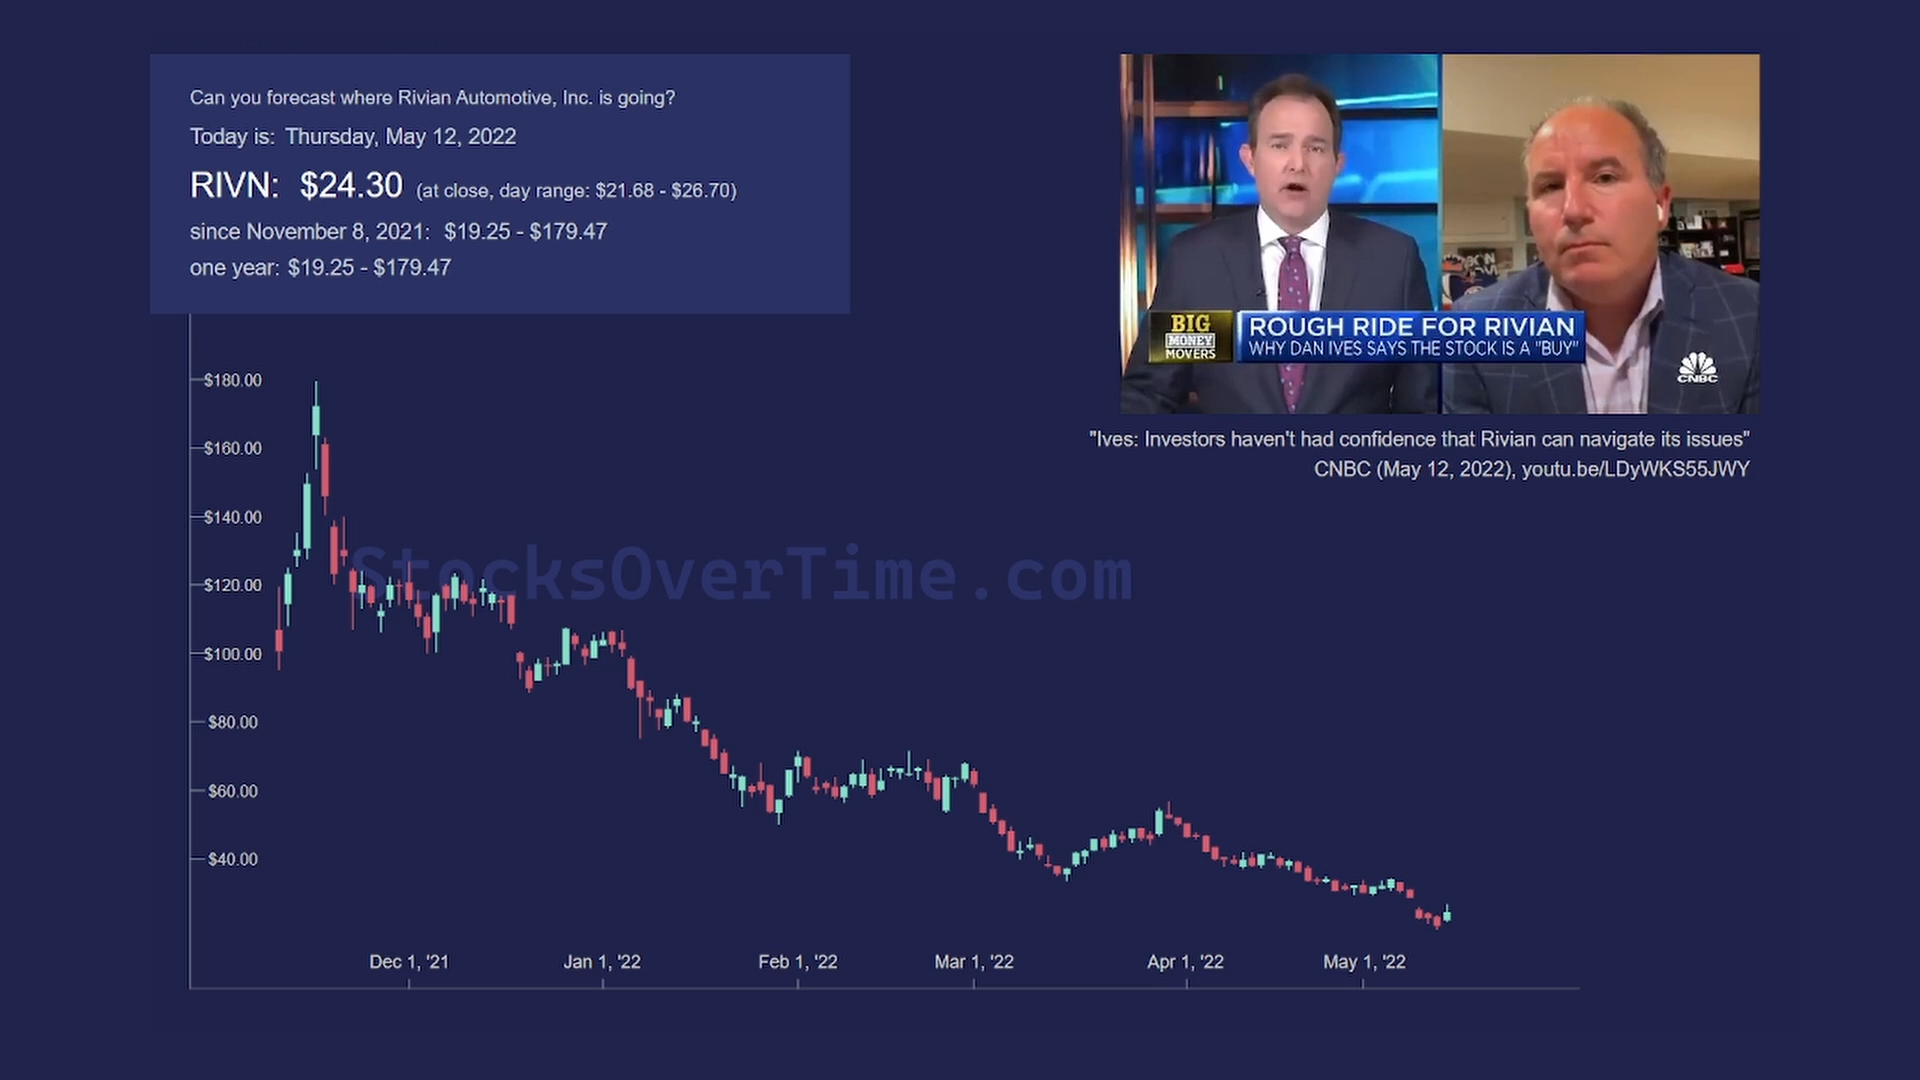 Can you forecast where Rivian Automotive, Inc. is going?
Today is: Thursday, May 12, 2022
RIVN: $24.30 (at close, day range: $21.68 - $26.70)
since November 8, 2021: $19.25 - $179.47
one year: $19.25 - $179.47
BIG
MONEY
MOVERS
ROUGH RIDE FOR RIVIAN
WHY DAN IVES SAYS THE STOCK IS A "BUY"
CNBC
"Ives: Investors haven't had confidence that Rivian can navigate its issues"
CNBC (May 12, 2022), youtu.be/LDyWKS55JWY
StocksOverTime.com
$180.00
$160.00
$140.00
$120.00
$100.00
$80.00
$60.00
$40.00
Dec 1, '21
Jan 1, '22
Feb 1, '22
Mar 1, '22
Apr 1, '22
May 1, '22